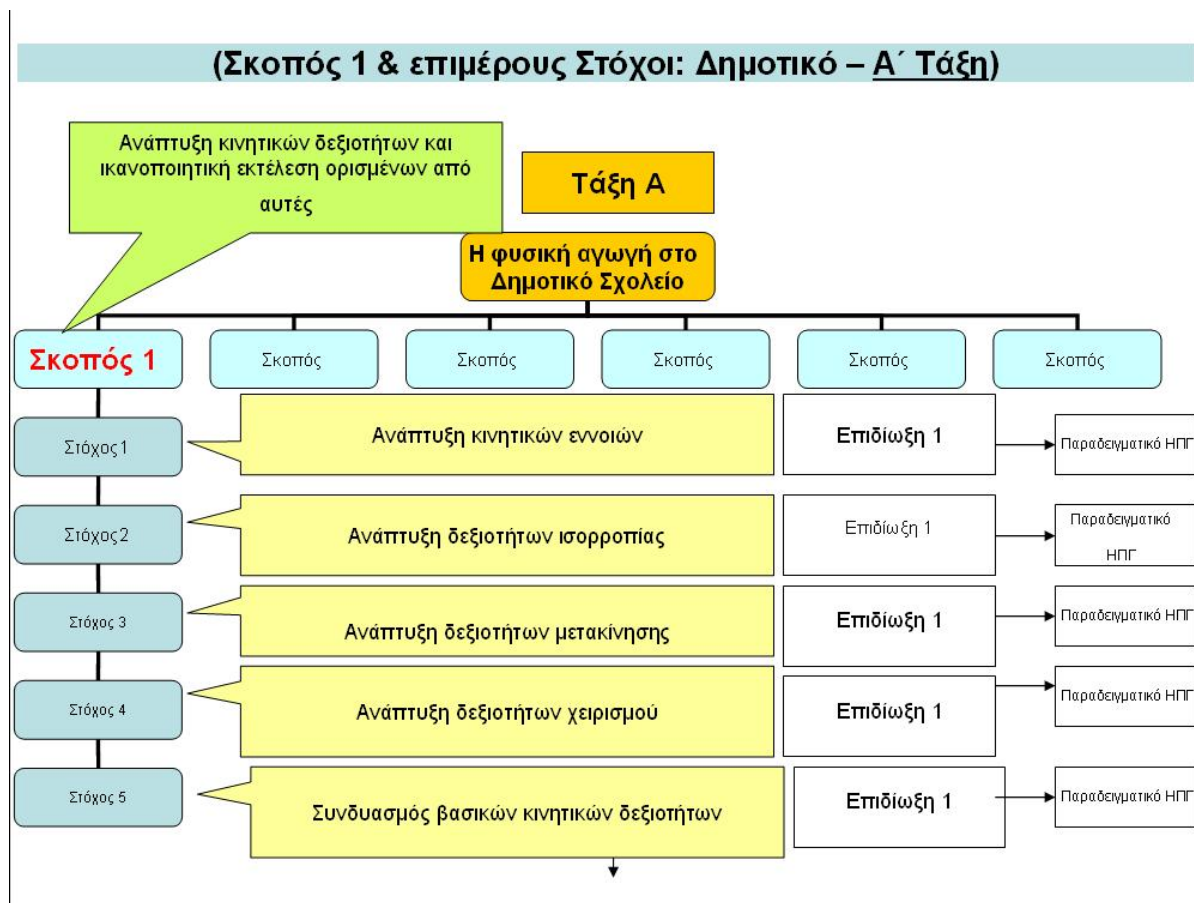 (Σκοπός 1 & επιμέρους Στόχοι: Δημοτικό – Α΄ Τάξη)
Ανάπτυξη κινητικών δεξιοτήτων και
ικανοποιητική εκτέλεση ορισμένων από
αυτές
Τάξη Α
Η φυσική αγωγή στο
Δημοτικό Σχολείο
Σκοπός 1
Σκοπός
Σκοπός
Σκοπός
Σκοπός
Σκοπός
Στόχος 1
Ανάπτυξη κινητικών εννοιών
Επιδίωξη 1
Παραδειγματικό ΗΠΓ
Στόχος 2
Ανάπτυξη δεξιοτήτων ισορροπίας
Επιδίωξη 1
Παραδειγματικό
ΗΠΓ
Στόχος 3
Ανάπτυξη δεξιοτήτων μετακίνησης
Επιδίωξη 1
Παραδειγματικό ΗΠΓ
Στόχος 4
Ανάπτυξη δεξιοτήτων χειρισμού
Επιδίωξη 1
Παραδειγματικό ΗΠΓ
Στόχος 5
Συνδυασμός βασικών κινητικών δεξιοτήτων
Επιδίωξη 1
Παραδειγματικό ΗΠΓ